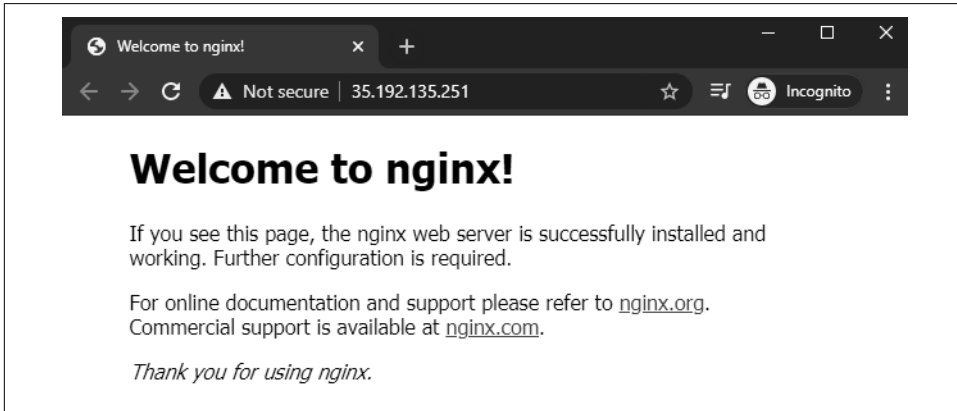 Welcome to nginx!
Not secure | 35.192.135.251 Incognito
Welcome to nginx!
If you see this page, the nginx web server is successfully installed and
working. Further configuration is required.
For online documentation and support please refer to nginx.org.
Commercial support is available at nginx.com.
Thank you for using nginx.